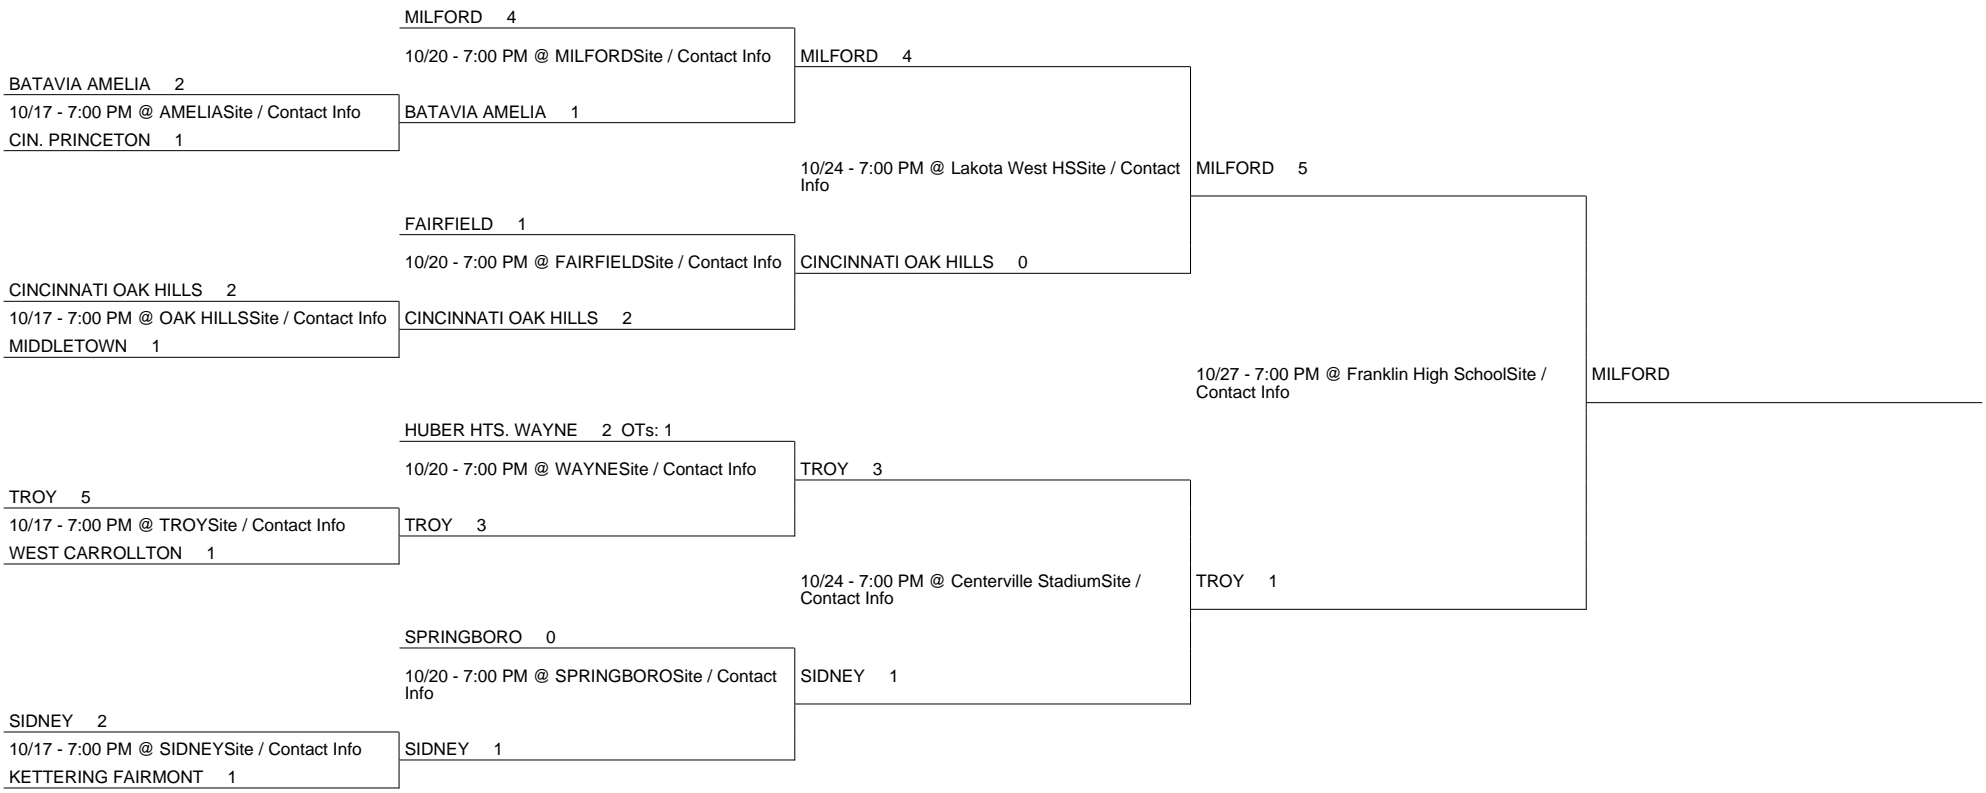 MILFORD 4
10/20 - 7:00 PM @ MILFORDSite / Contact Info
MILFORD 4
BATAVIA AMELIA 2
10/17 - 7:00 PM @ AMELIASite / Contact Info
BATAVIA AMELIA 1
CIN. PRINCETON 1
10/24 - 7:00 PM @ Lakota West HSSite / Contact
Info
MILFORD 5
FAIRFIELD 1
10/20 - 7:00 PM @ FAIRFIELDSite / Contact Info
CINCINNATI OAK HILLS 0
CINCINNATI OAK HILLS 2
10/17 - 7:00 PM @ OAK HILLSSite / Contact Info
CINCINNATI OAK HILLS 2
MIDDLETOWN 1
10/27 - 7:00 PM @ Franklin High SchoolSite /
Contact Info
MILFORD
HUBER HTS. WAYNE 2 OTs: 1
10/20 - 7:00 PM @ WAYNESite / Contact Info
TROY 3
TROY 5
10/17 - 7:00 PM @ TROYSite / Contact Info
TROY 3
WEST CARROLLTON 1
10/24 - 7:00 PM @ Centerville StadiumSite /
Contact Info
TROY 1
SPRINGBORO 0
10/20 - 7:00 PM @ SPRINGBOROSite / Contact
Info
SIDNEY 1
SIDNEY 2
10/17 - 7:00 PM @ SIDNEYSite / Contact Info
SIDNEY 1
KETTERING FAIRMONT 1